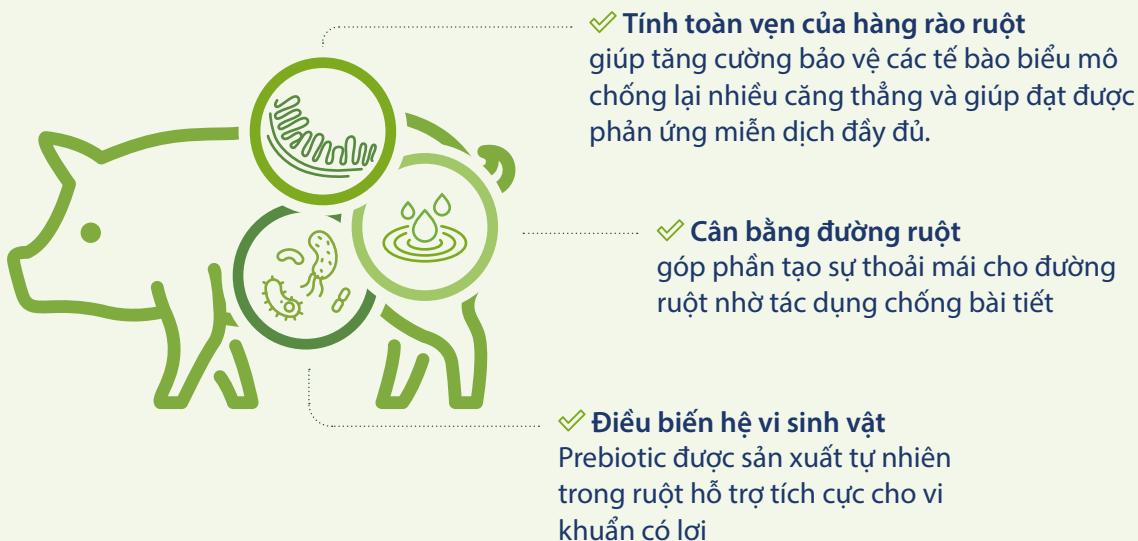 Tính toàn vẹn của hàng rào ruột
giúp tăng cường bảo vệ các tế bào biểu mô
chống lại nhiều căng thẳng và giúp đạt được
phản ứng miễn dịch đầy đủ.
Cân bằng đường ruột
góp phần tạo sự thoải mái cho đường
ruột nhờ tác dụng chống bài tiết
Điều biến hệ vi sinh vật
Prebiotic được sản xuất tự nhiên
trong ruột hỗ trợ tích cực cho vi
khuẩn có lợi